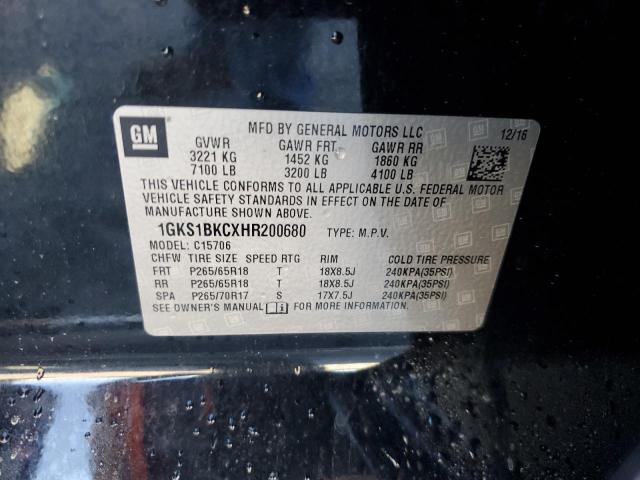 GM
MFD BY GENERAL MOTORS LLC
12/16
GVWR GAWR FRT. GAWR RR
3221 KG 1452 KG 1860 KG
7100 LB 3200 LB 4100 LB
THIS VEHICLE CONFORMS TO ALL APPLICABLE U.S. FEDERAL MOTOR
VEHICLE SAFETY STANDARDS IN EFFECT ON THE DATE OF
MANUFACTURE SHOWN ABOVE.
1GKS1BKCXHR200680 TYPE: M.P.V.
MODEL: C15706
CHFW TIRE SIZE SPEED RTG RIM COLD TIRE PRESSURE
FRT P265/65R18 T 18X8.5J 240KPA(35PSI)
RR P265/65R18 T 18X8.5J 240KPA(35PSI)
SPA P265/70R17 S 17X7.5J 240KPA(35PSI)
SEE OWNER'S MANUAL FOR MORE INFORMATION.